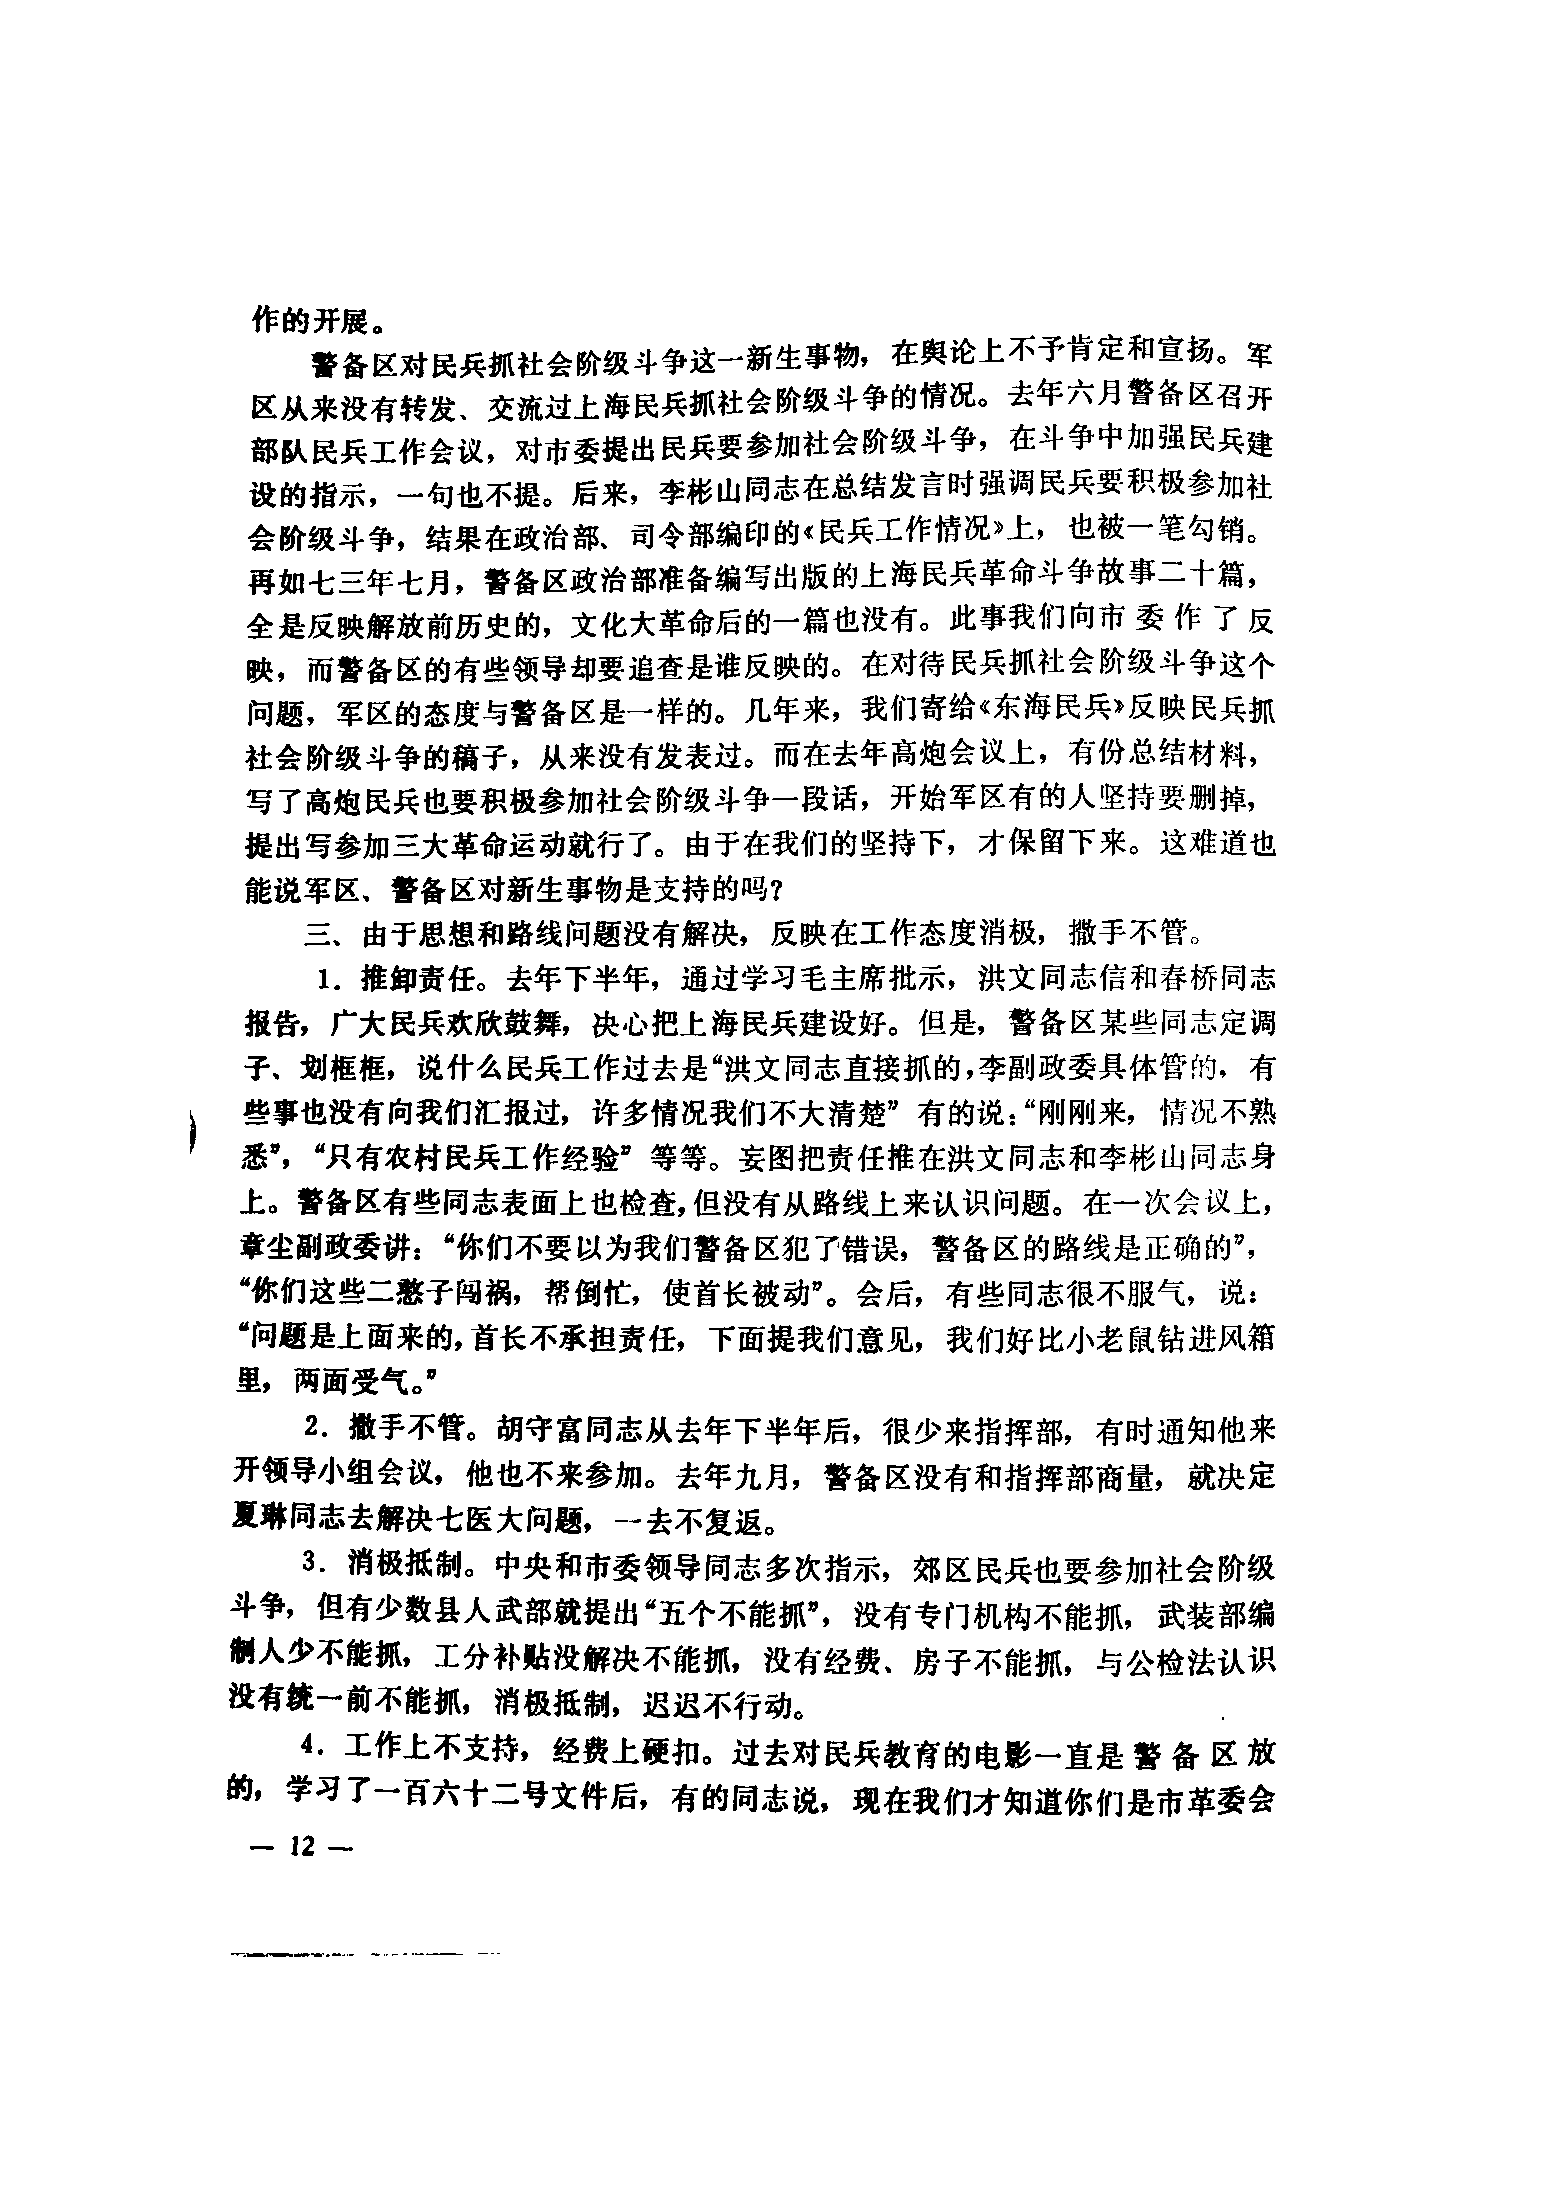 作的开展。
警备区对民兵抓社会阶级斗争这一新生事物，在舆论上不予肯定和宣扬。军
区从来没有转发、交流过上海民兵抓社会阶级斗争的情况。去年六月警备区召开
部队民兵工作会议，对市委提出民兵要参加社会阶级斗争，在斗争中加强民兵建
设的指示，一句也不提。后来，李彬山同志在总结发言时强调民兵要积极参加社
会阶级斗争，结果在政治部、司令部编印的《民兵工作情况》上，也被一笔勾销。
再如七三年七月，警备区政治部准备编写出版的上海民兵革命斗争故事二十篇，
全是反映解放前历史的，文化大革命后的一篇也没有。此事我们向市委作了反
映，而警备区的有些领导却要追查是谁反映的。在对待民兵抓社会阶级斗争这个
问题，军区的态度与警备区是一样的。几年来，我们寄给《东海民兵》反映民兵抓
社会阶级斗争的稿子，从来没有发表过。而在去年高炮会议上，有份总结材料，
写了高炮民兵也要积极参加社会阶级斗争一段话，开始军区有的人坚持要删掉，
提出写参加三大革命运动就行了。由于在我们的坚持下，才保留下来。这难道也
能说军区、警备区对新生事物是支持的吗？
三、由于思想和路线问题没有解决，反映在工作态度消极，撒手不管。
1．推卸责任。去年下半年，通过学习毛主席批示，洪文同志信和春桥同志
报告，广大民兵欢欣鼓舞，决心把上海民兵建设好。但是，警备区某些同志定调
子、划框框，说什么民兵工作过去是“洪文同志直接抓的，李副政委具体管的，有
些事也没有向我们汇报过，许多情况我们不大清楚”有的说：“刚刚来，情况不熟
悉”，“只有农村民兵工作经验”等等。妄图把责任推在洪文同志和李彬山同志身
上。警备区有些同志表面上也检查，但没有从路线上来认识问题。在一次会议上，
章尘副政委讲：“你们不要以为我们警备区犯了错误，警备区的路线是正确的”，
“你们这些二憨子闯祸，帮倒忙，使首长被动”。会后，有些同志很不服气，说：
“问题是上面来的，首长不承担责任，下面提我们意见，我们好比小老鼠钻进风箱
里，两面受气。”
2．撒手不管。胡守富同志从去年下半年后，很少来指挥部，有时通知他来
开领导小组会议，他也不来参加。去年九月，警备区没有和指挥部商量，就决定
夏琳同志去解决七医大问题，一去不复返。
3．消极抵制。中央和市委领导同志多次指示，郊区民兵也要参加社会阶级
斗争，但有少数县人武部就提出“五个不能抓”，没有专门机构不能抓，武装部编
制人少不能抓，工分补贴没解决不能抓，没有经费、房子不能抓，与公检法认识
没有统一前不能抓，消极抵制，迟迟不行动。
4．工作上不支持，经费上硬扣。过去对民兵教育的电影一直是警备区放
的，学习了一百六十二号文件后，有的同志说，现在我们才知道你们是市革委会
— 12 —